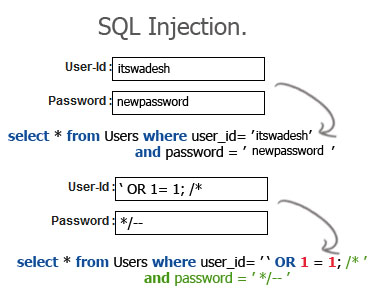 SQL Injection.
User-Id : itswadesh
Password : newpassword
select * from Users where user_id= ’itswadesh’
and password = ’ newpassword ’
User-Id : ‘ OR 1= 1; /*
Password : */--
select * from Users where user_id= ’‘ OR 1 = 1; /* ’
and password = ’ */-- ’